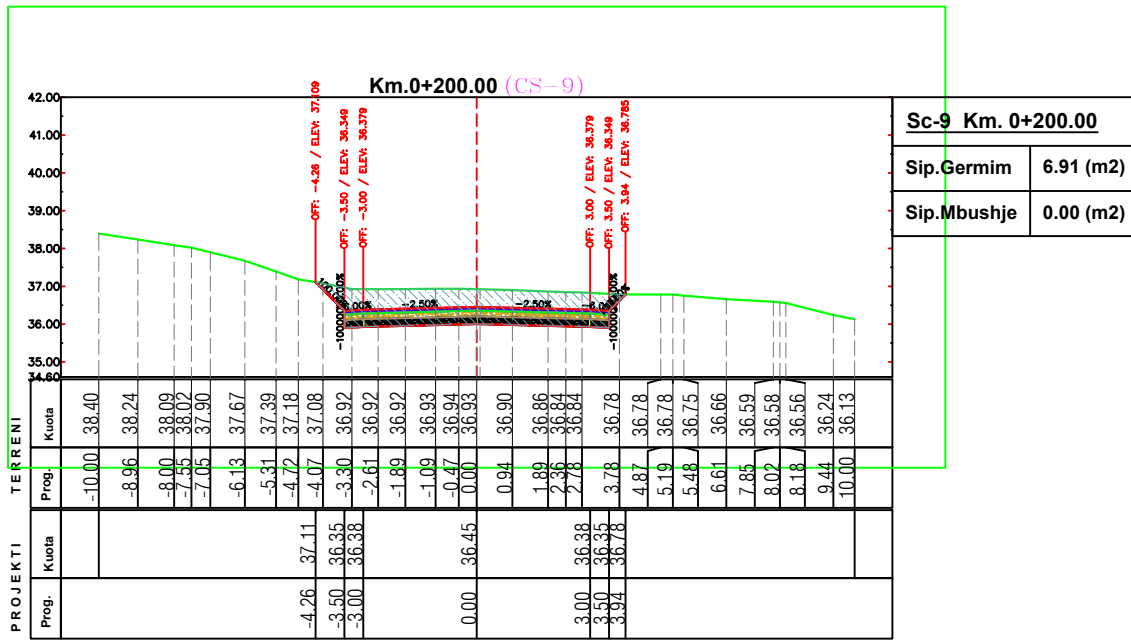 Km.0+200.00 (CS-9)
42.00
41.00
40.00
39.00
38.00
37.00
36.00
35.00
34.60
OFF: -4.26 / ELEV: 37.109
OFF: -3.50 / ELEV: 36.349
OFF: -3.00 / ELEV: 36.379
OFF: 3.00 / ELEV: 36.379
OFF: 3.50 / ELEV: 36.349
OFF: 3.94 / ELEV: 36.785
-2.50% -2.50%
Sc-9 Km. 0+200.00
Sip.Germim 6.91 (m2)
Sip.Mbushje 0.00 (m2)
TERRENI
Kuota 38.40 38.24 38.09 38.02 37.90 37.67 37.39 37.18 37.08 36.92 36.92 36.92 36.93 36.94 36.93 36.90 36.86 36.84 36.84 36.78 36.78 36.78 36.75 36.66 36.59 36.58 36.56 36.24 36.13
Prog. -10.00 -8.96 -8.00 -7.55 -7.05 -6.13 -5.31 -4.72 -4.07 -3.30 -2.61 -1.89 -1.09 -0.47 0.00 0.94 1.89 2.36 2.78 3.78 4.87 5.19 5.48 6.61 7.85 8.02 8.18 9.44 10.00
PROJEKTI
Kuota 37.11 36.35 36.38 36.45 36.38 36.35 36.78
Prog. -4.26 -3.50 -3.00 0.00 3.00 3.50 3.94